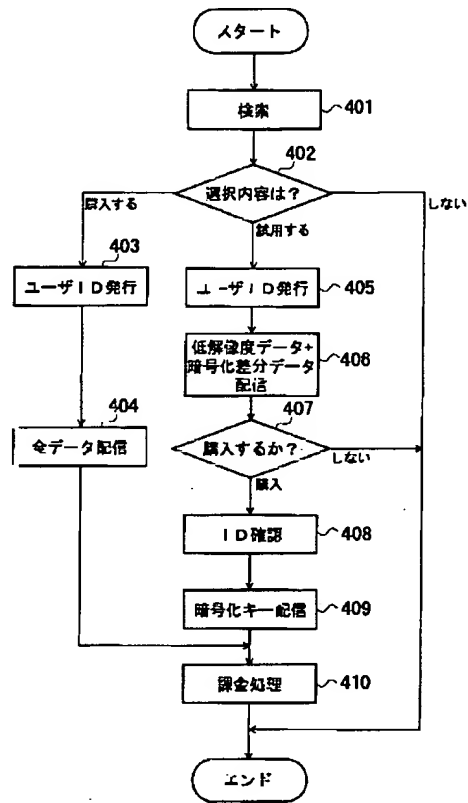 スタート
検索
401
402
選択内容は?
購入する
しない
試用する
403
ユーザID発行
ユーザID発行
405
低解像度データ+
暗号化差分データ
配信
406
404
全データ配信
407
購入するか?
しない
購入
ID確認
408
暗号化キー配信
409
課金処理
410
エンド